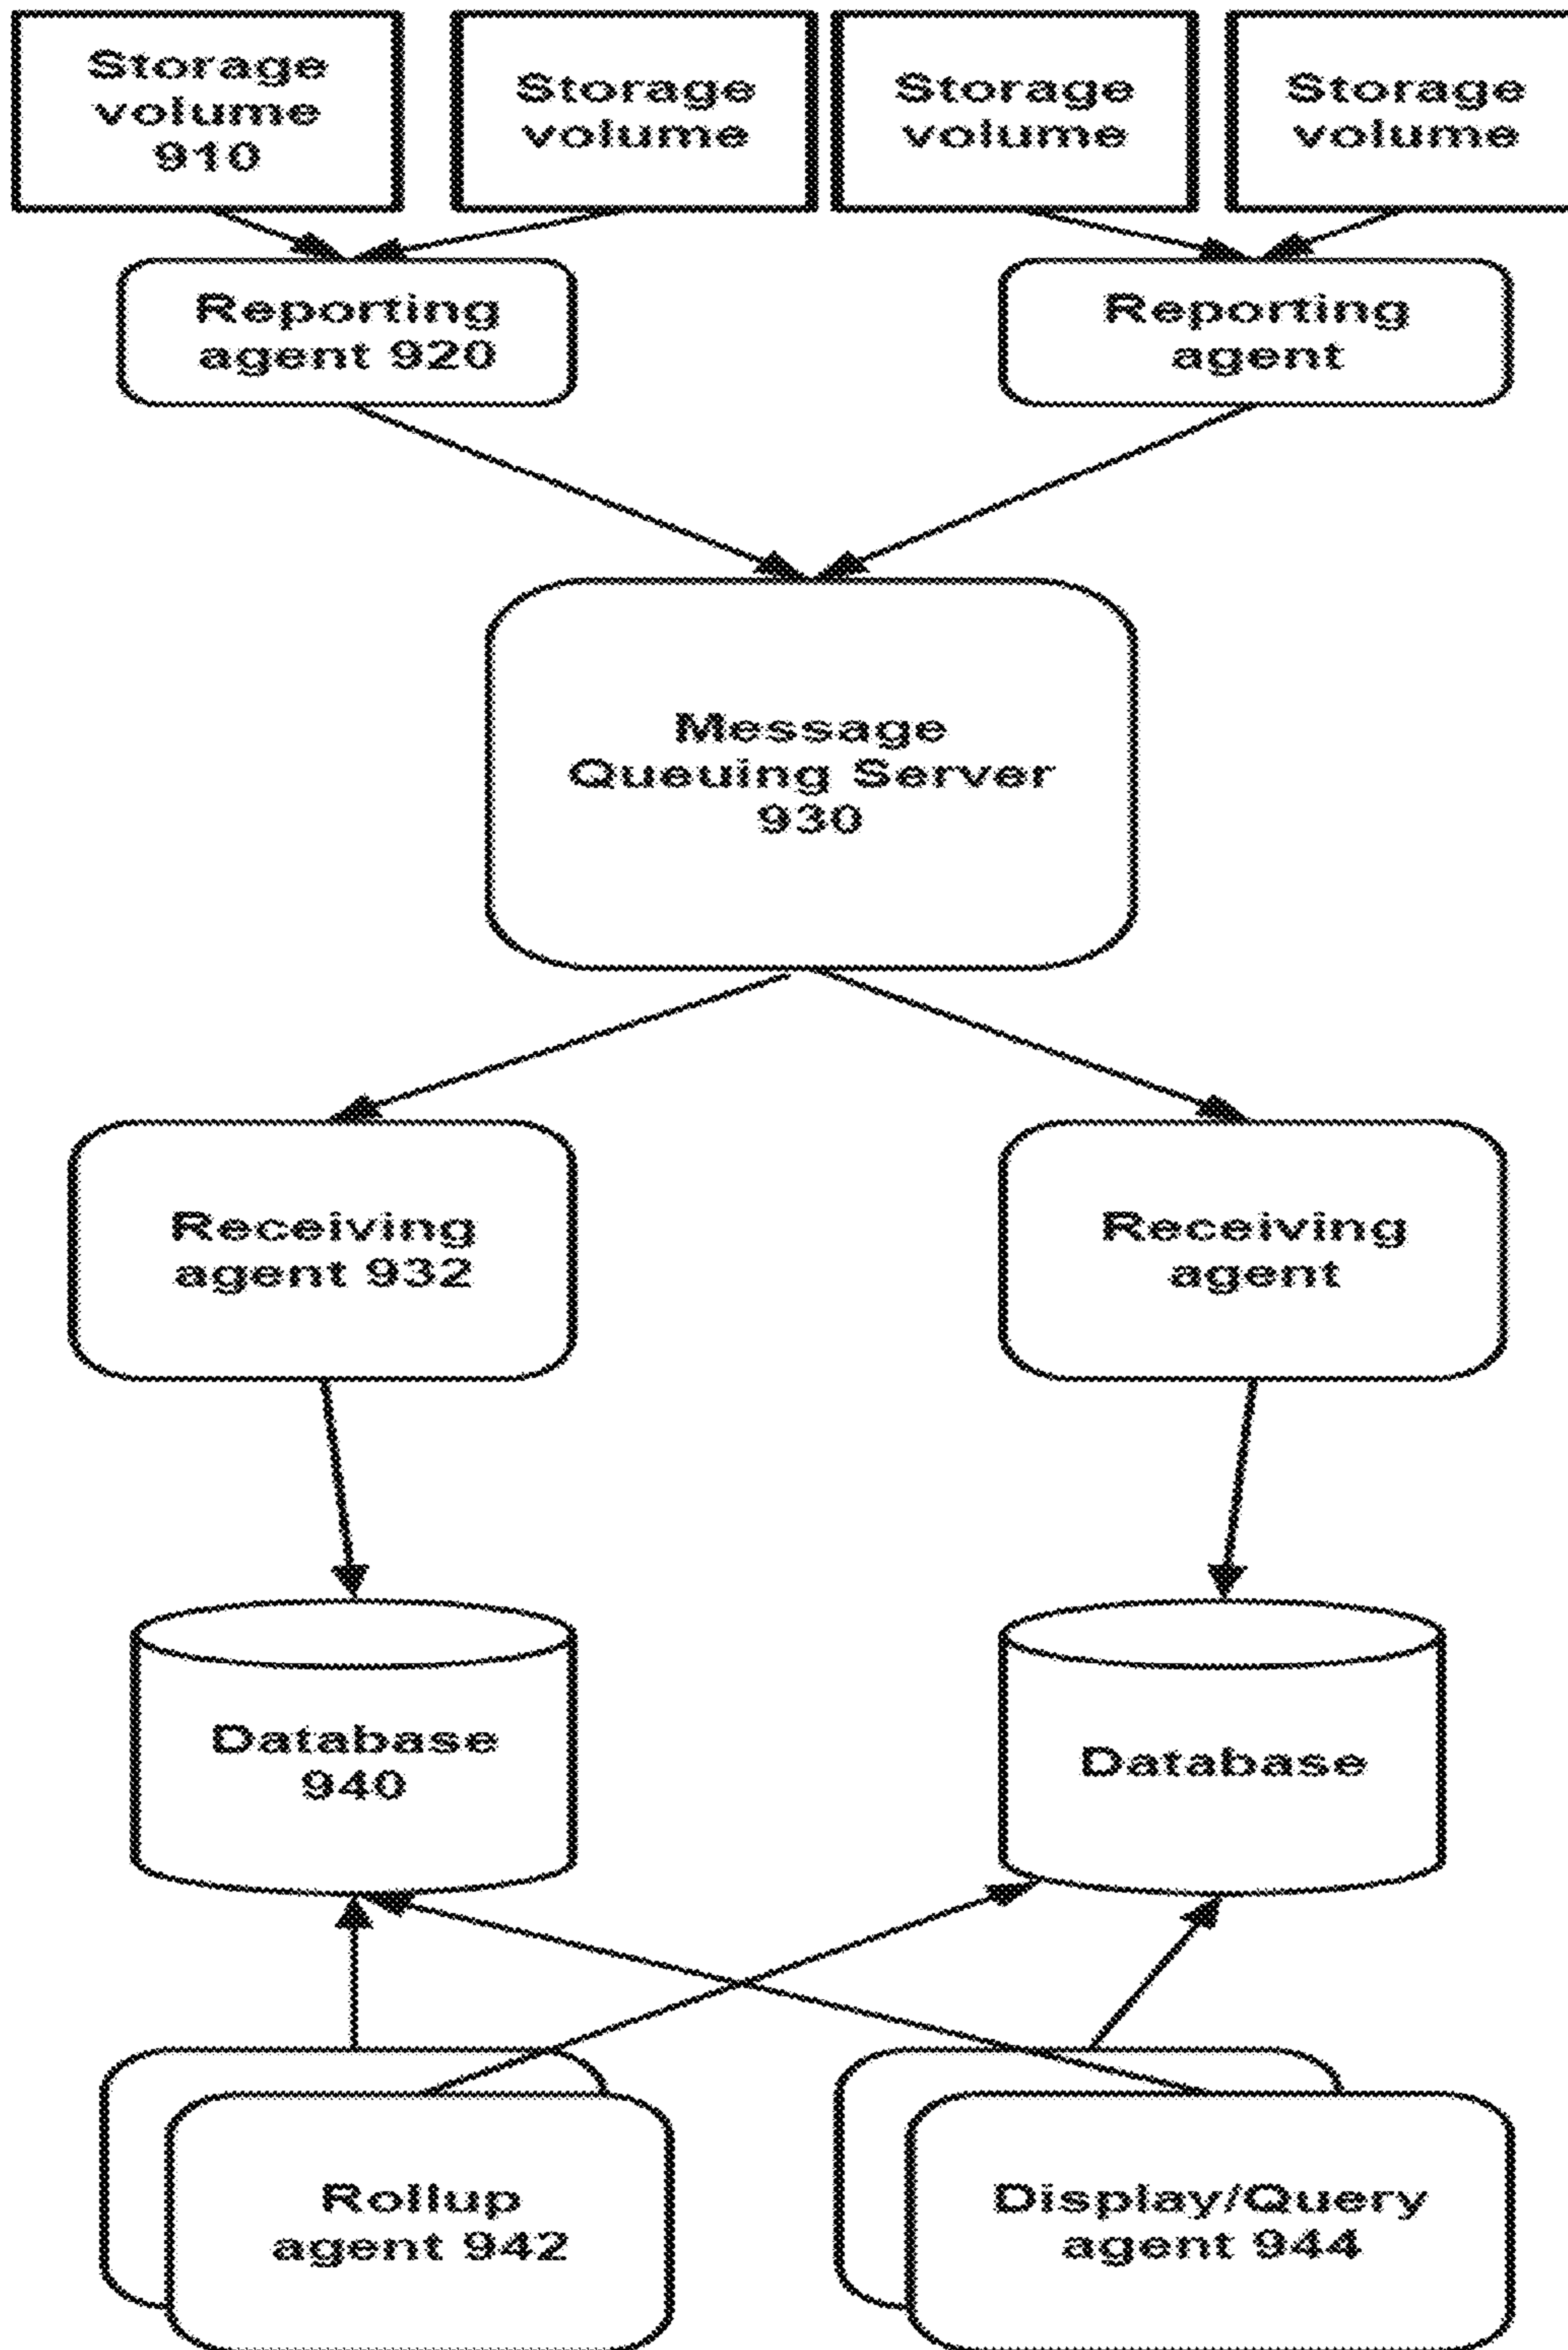 Storage
volume
910
Storage
volume
Storage
volume
Storage
volume
Reporting
agent 920
Reporting
agent
Message
Queuing Server
930
Receiving
agent 932
Receiving
agent
Database
940
Database
Rollup
agent 942
Display/Query
agent 944